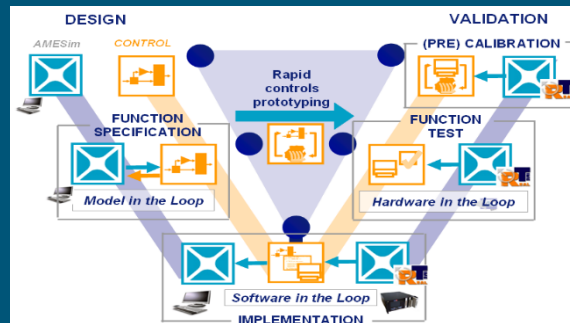 DESIGN
VALIDATION
AMESim
CONTROL
(PRE) CALIBRATION
Rapid
controls
prototyping
FUNCTION
SPECIFICATION
FUNCTION
TEST
Model in the Loop
Hardware in the Loop
Software in the Loop
IMPLEMENTATION